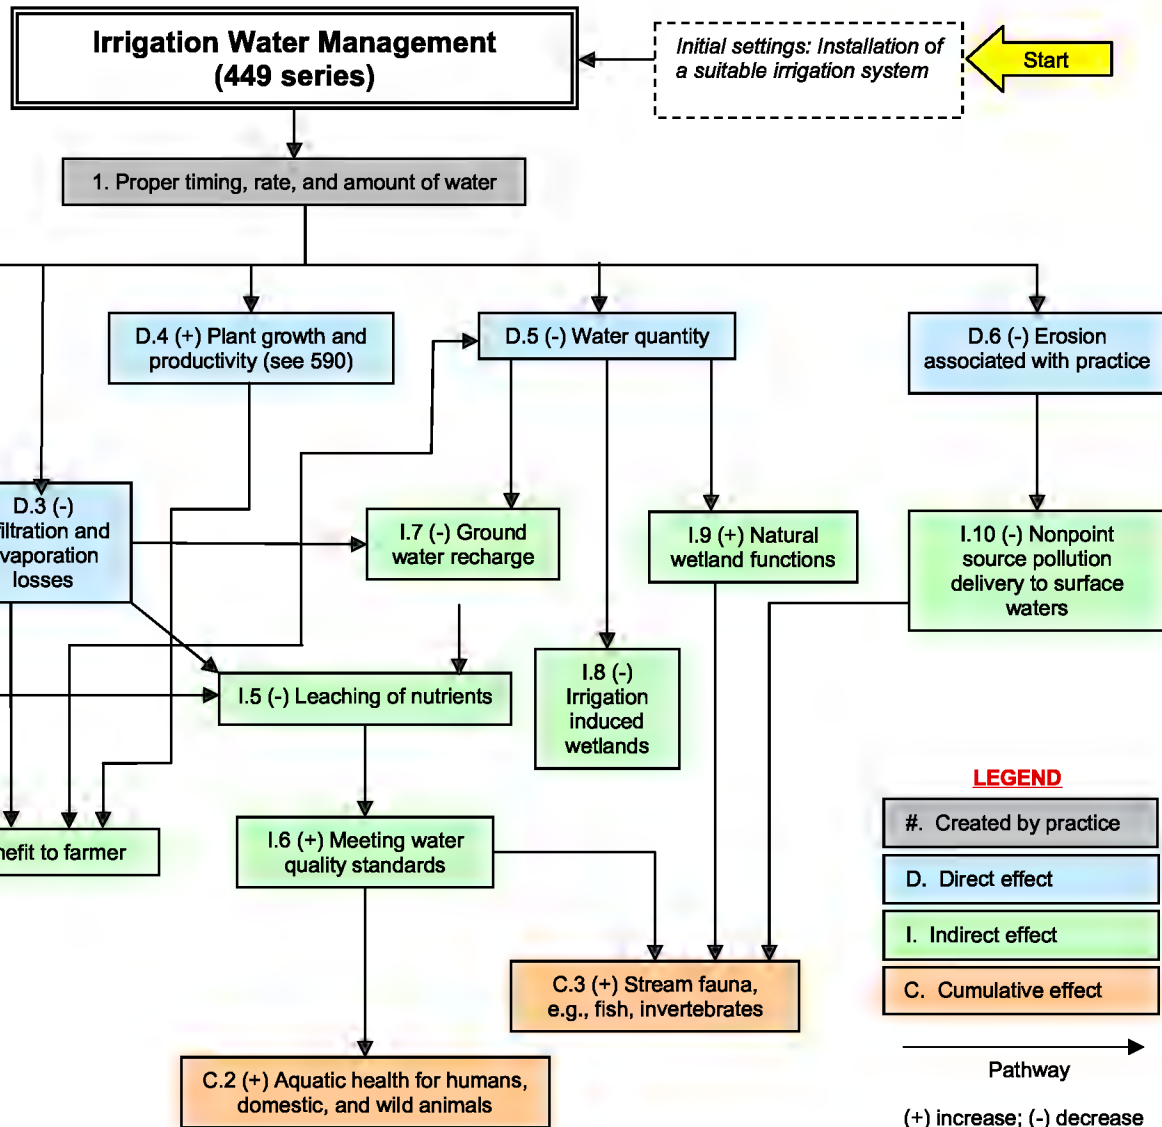 Irrigation Water Management
(449 series)
Initial settings: Installation of
a suitable irrigation system
Start
1. Proper timing, rate, and amount of water
D.4 (+) Plant growth and
productivity (see 590)
D.5 (-) Water quantity
D.6 (-) Erosion
associated with practice
D.3 (-)
filtration and
vaporation
losses
I.7 (-) Ground
water recharge
I.9 (+) Natural
wetland functions
I.10 (-) Nonpoint
source pollution
delivery to surface
waters
I.5 (-) Leaching of nutrients
I.8 (-)
Irrigation
induced
wetlands
nefit to farmer
I.6 (+) Meeting water
quality standards
C.3 (+) Stream fauna,
e.g., fish, invertebrates
C.2 (+) Aquatic health for humans,
domestic, and wild animals
LEGEND
#. Created by practice
D. Direct effect
I. Indirect effect
C. Cumulative effect
Pathway
(+) increase; (-) decrease